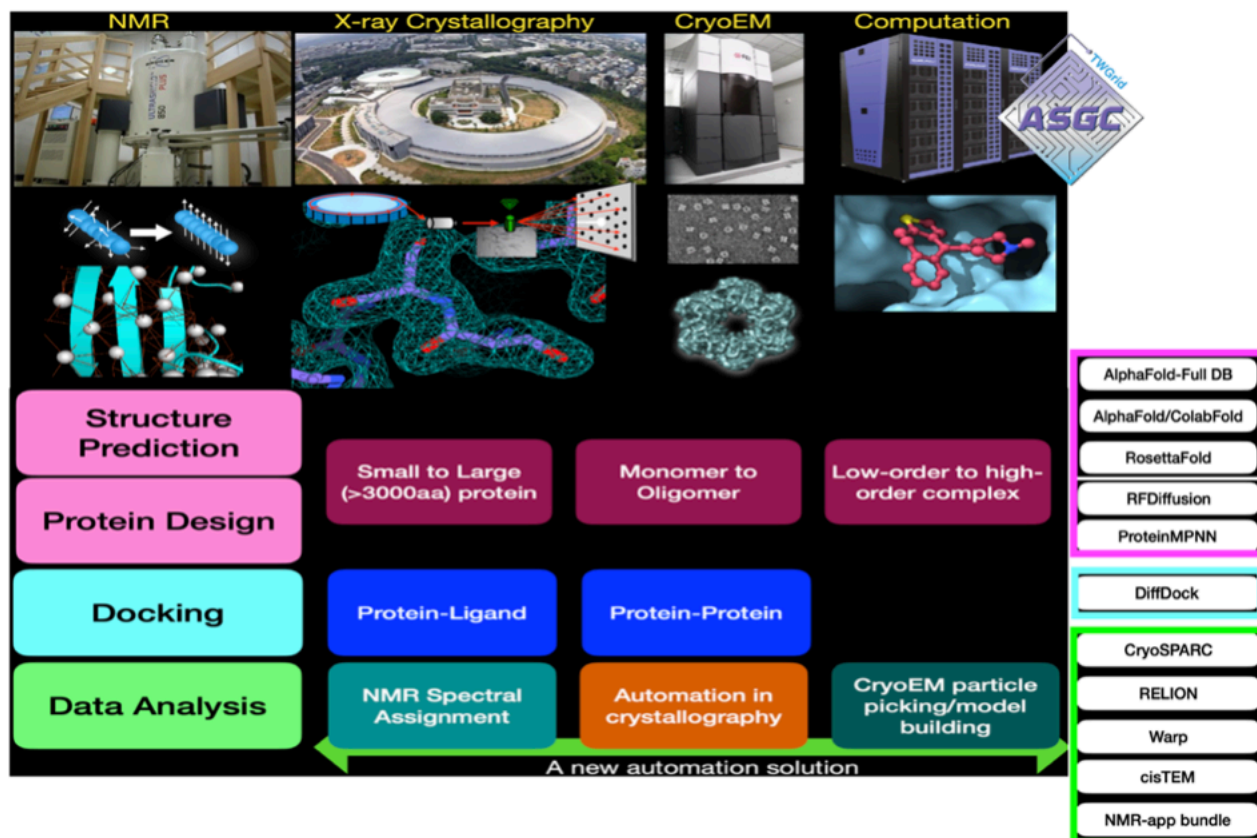 NMR
X-ray Crystallography
CryoEM
Computation
ULTRASHIELD
850 PLUS
TWGrid
ASGC
Structure
Prediction
Protein Design
Small to Large
(>3000aa) protein
Monomer to
Oligomer
Low-order to high-
order complex
Docking
Protein-Ligand
Protein-Protein
Data Analysis
NMR Spectral
Assignment
Automation in
crystallography
CryoEM particle
picking/model
building
A new automation solution
AlphaFold-Full DB
AlphaFold/ColabFold
RosettaFold
RFDiffusion
ProteinMPNN
DiffDock
CryoSPARC
RELION
Warp
cisTEM
NMR-app bundle